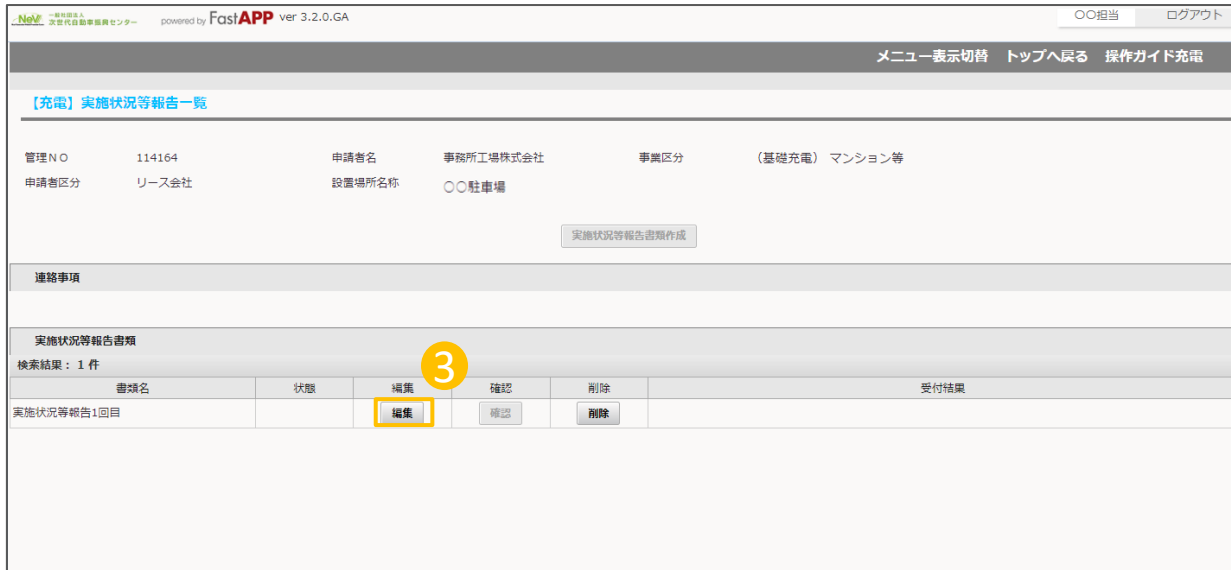 NeV 一般社団法人 次世代自動車振興センター powered by FastAPP ver 3.2.0.GA 〇〇担当 ログアウト
メニュー表示切替 トップへ戻る 操作ガイド充電
【充電】実施状況等報告一覧
管理NO 114164 申請者名 事務所工場株式会社 事業区分 （基礎充電） マンション等
申請者区分 リース会社 設置場所名称 〇〇駐車場
実施状況等報告書類作成
連絡事項
実施状況等報告書類
検索結果： 1 件
3
書類名 状態 編集 確認 削除 受付結果
実施状況等報告1回目 編集 確認 削除